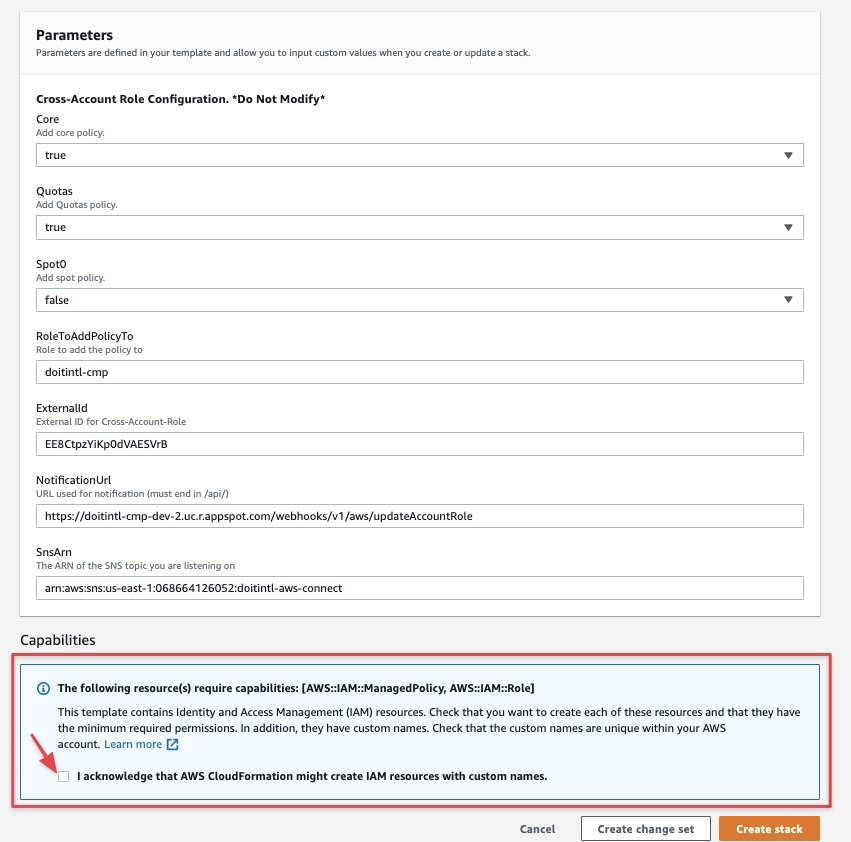 Parameters
Parameters are defined in your template and allow you to input custom values when you create or update a stack.
Cross-Account Role Configuration. *Do Not Modify*
Core
Add core policy.
true
Quotas
Add Quotas policy.
true
Spot0
Add spot policy.
false
RoleToAddPolicyTo
Role to add the policy to
doitintl-cmp
ExternalId
External ID for Cross-Account-Role
EE8CtpzYiKp0dVAESVrB
NotificationUrl
URL used for notification (must end in /api/)
https://doitintl-cmp-dev-2.uc.r.appspot.com/webhooks/v1/aws/updateAccountRole
SnsArn
The ARN of the SNS topic you are listening on
arn:aws:sns:us-east-1:068664126052:doitintl-aws-connect
Capabilities
The following resource(s) require capabilities: [AWS::IAM::ManagedPolicy, AWS::IAM::Role]
This template contains Identity and Access Management (IAM) resources. Check that you want to create each of these resources and that they have
the minimum required permissions. In addition, they have custom names. Check that the custom names are unique within your AWS
account. Learn more
I acknowledge that AWS CloudFormation might create IAM resources with custom names.
Cancel
Create change set
Create stack